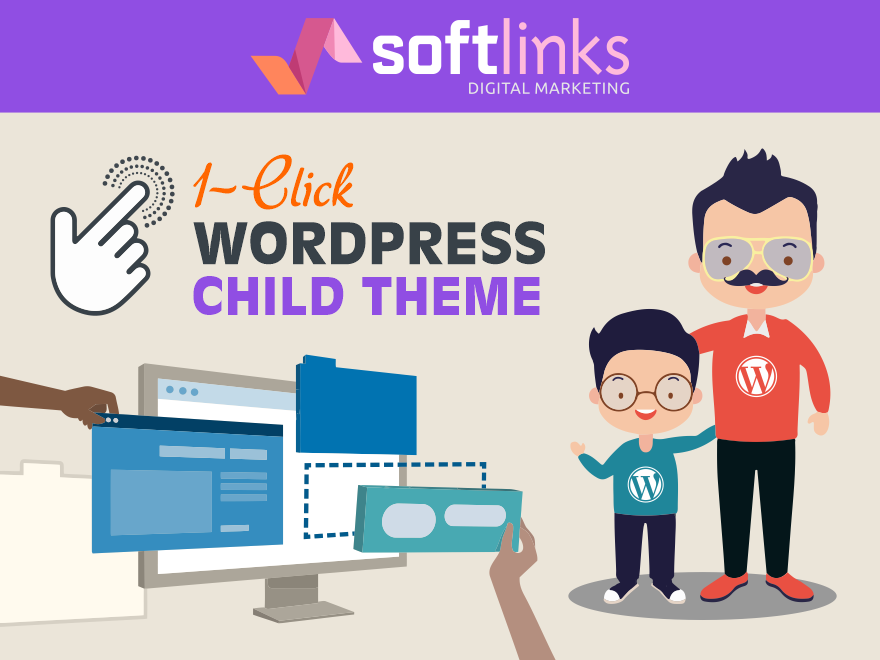 softlinks
DIGITAL MARKETING
1-Click
WORDPRESS
CHILD THEME